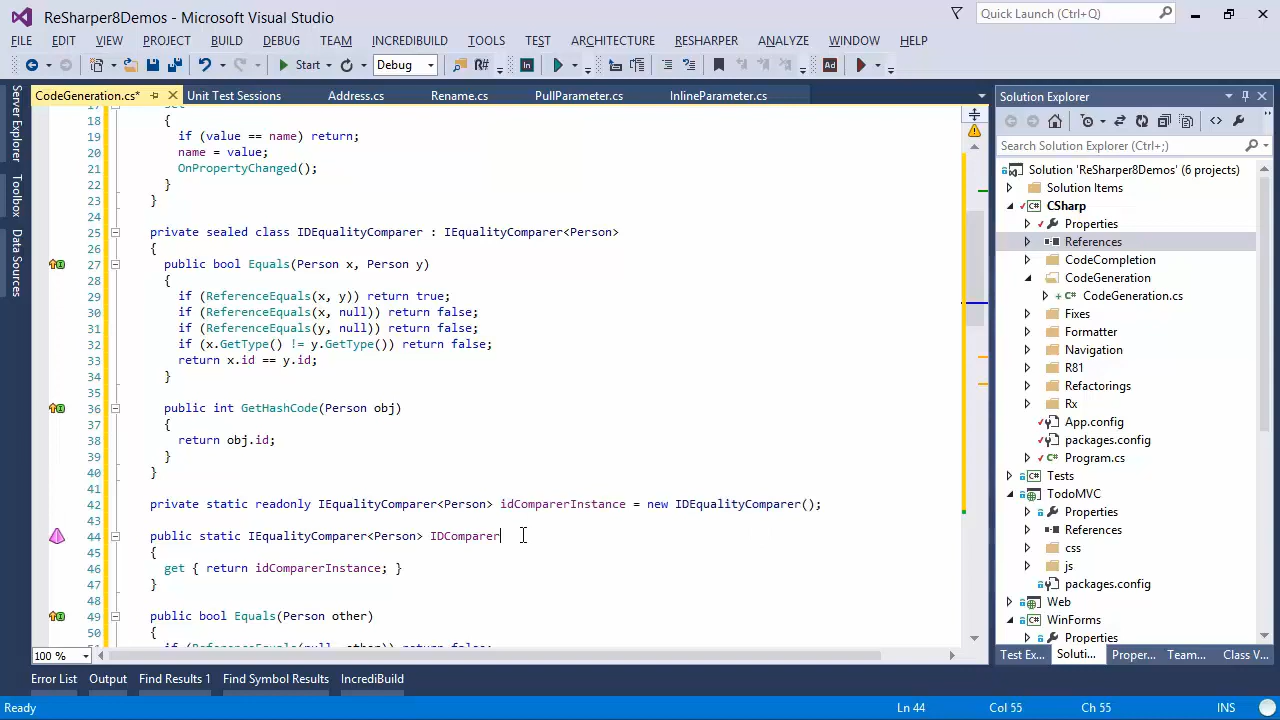 ReSharper8Demos - Microsoft Visual Studio
Quick Launch (Ctrl+Q)
FILE EDIT VIEW PROJECT BUILD DEBUG TEAM INCREDIBUILD TOOLS TEST ARCHITECTURE RESHARPER ANALYZE WINDOW HELP
Start Debug
Server Explorer
Toolbox
Data Sources
CodeGeneration.cs* Unit Test Sessions Address.cs Rename.cs PullParameter.cs InlineParameter.cs
18 {
19 if (value == name) return;
20 name = value;
21 OnPropertyChanged();
22 }
23 }
24
25 private sealed class IDEqualityComparer : IEqualityComparer<Person>
26 {
27 public bool Equals(Person x, Person y)
28 {
29 if (ReferenceEquals(x, y)) return true;
30 if (ReferenceEquals(x, null)) return false;
31 if (ReferenceEquals(y, null)) return false;
32 if (x.GetType() != y.GetType()) return false;
33 return x.id == y.id;
34 }
35
36 public int GetHashCode(Person obj)
37 {
38 return obj.id;
39 }
40 }
41
42 private static readonly IEqualityComparer<Person> idComparerInstance = new IDEqualityComparer();
43
44 public static IEqualityComparer<Person> IDComparer
45 {
46 get { return idComparerInstance; }
47 }
48
49 public bool Equals(Person other)
50 {
if (ReferenceEquals(null, other)) return false;
100 %
Solution Explorer
Search Solution Explorer (Ctrl+;)
Solution 'ReSharper8Demos' (6 projects)
Solution Items
CSharp
Properties
References
CodeCompletion
CodeGeneration
CodeGeneration.cs
Fixes
Formatter
Navigation
R81
Refactorings
Rx
App.config
packages.config
Program.cs
Tests
TodoMVC
Properties
References
css
js
packages.config
Web
WinForms
Properties
Test Ex... Soluti... Proper... Team... Class V...
Error List Output Find Results 1 Find Symbol Results IncrediBuild
Ready Ln 44 Col 55 Ch 55 INS